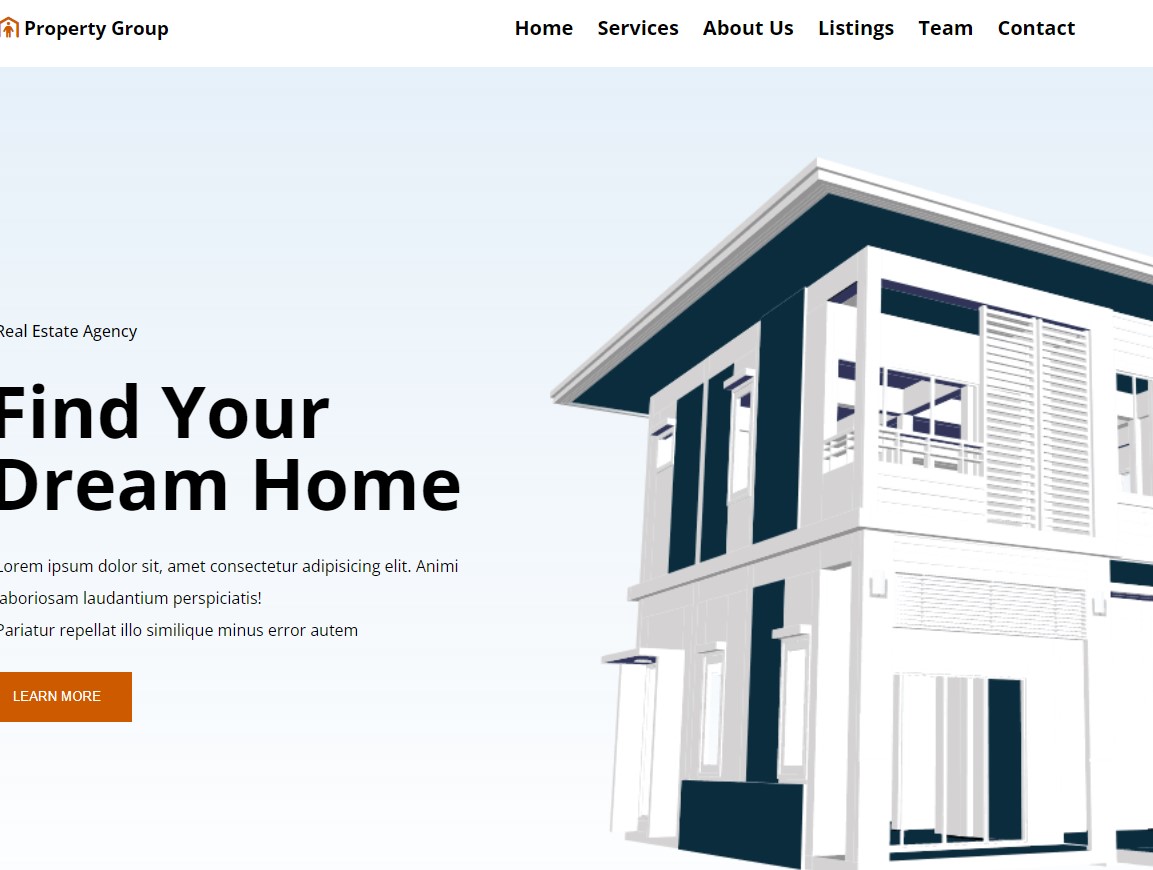 Property Group
Home Services About Us Listings Team Contact
Real Estate Agency
Find Your
Dream Home
Lorem ipsum dolor sit, amet consectetur adipisicing elit. Animi
laboriosam laudantium perspiciatis!
Pariatur repellat illo similique minus error autem
LEARN MORE